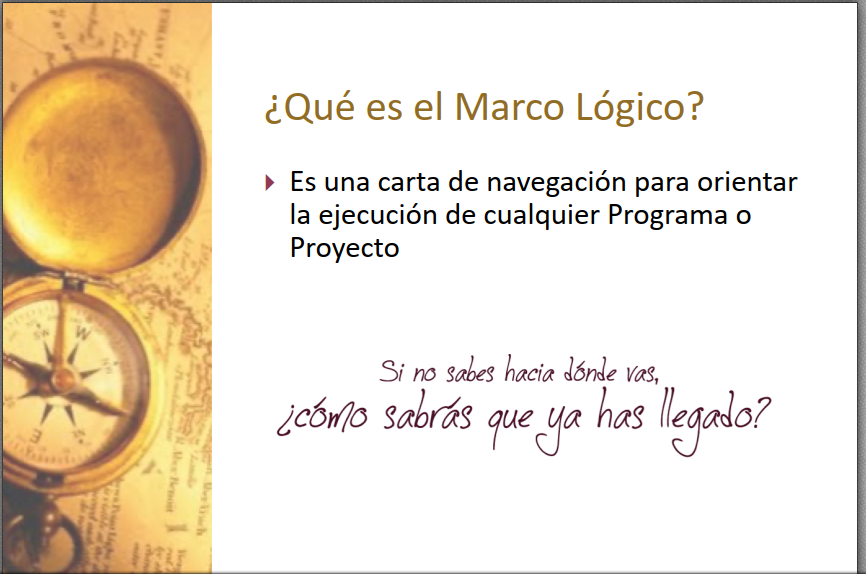 ¿Qué es el Marco Lógico?
Es una carta de navegación para orientar
la ejecución de cualquier Programa o
Proyecto
Si no sabes hacia dónde vas,
¿cómo sabrás que ya has llegado?
W
SW
E